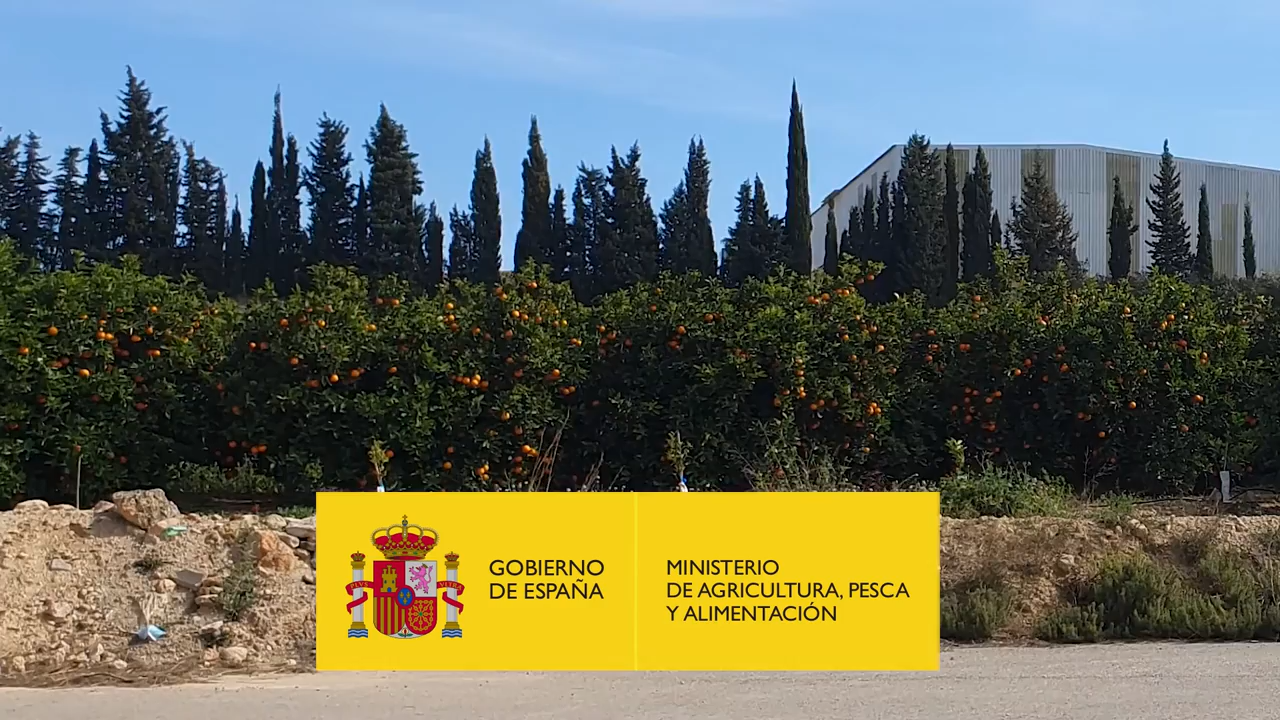 GOBIERNO
DE ESPAÑA
MINISTERIO
DE AGRICULTURA, PESCA
Y ALIMENTACIÓN